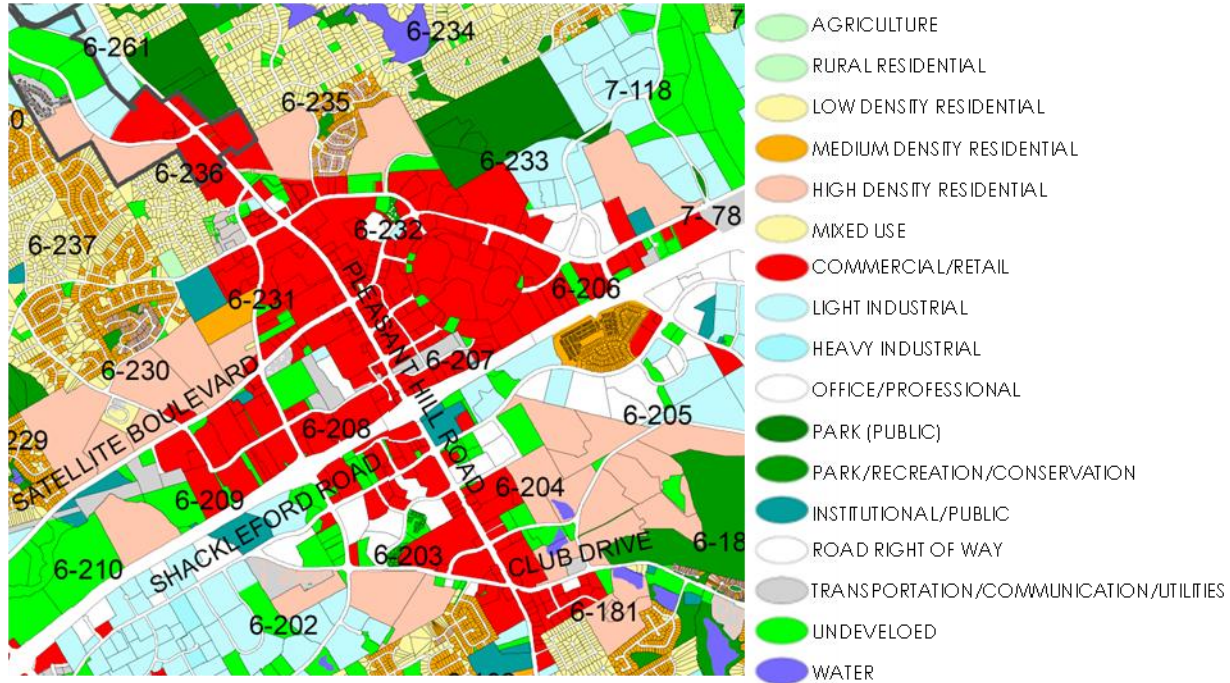 6-261
6-234
7
7-118
6-235
0
6-233
6-236
7-78
6-232
6-237
PLEASANT HILL ROAD
6-206
6-231
6-207
6-230
6-205
SATELLITE BOULEVARD
6-208
229
6-204
6-209
SHACKLEFORD ROAD
6-203
CLUB DRIVE
6-18
6-210
6-181
6-202
AGRICULTURE
RURAL RESIDENTIAL
LOW DENSITY RESIDENTIAL
MEDIUM DENSITY RESIDENTIAL
HIGH DENSITY RESIDENTIAL
MIXED USE
COMMERCIAL/RETAIL
LIGHT INDUSTRIAL
HEAVY INDUSTRIAL
OFFICE/PROFESSIONAL
PARK (PUBLIC)
PARK/RECREATION/CONSERVATION
INSTITUTIONAL/PUBLIC
ROAD RIGHT OF WAY
TRANSPORTATION/COMMUNICATION/UTILITIES
UNDEVELOED
WATER